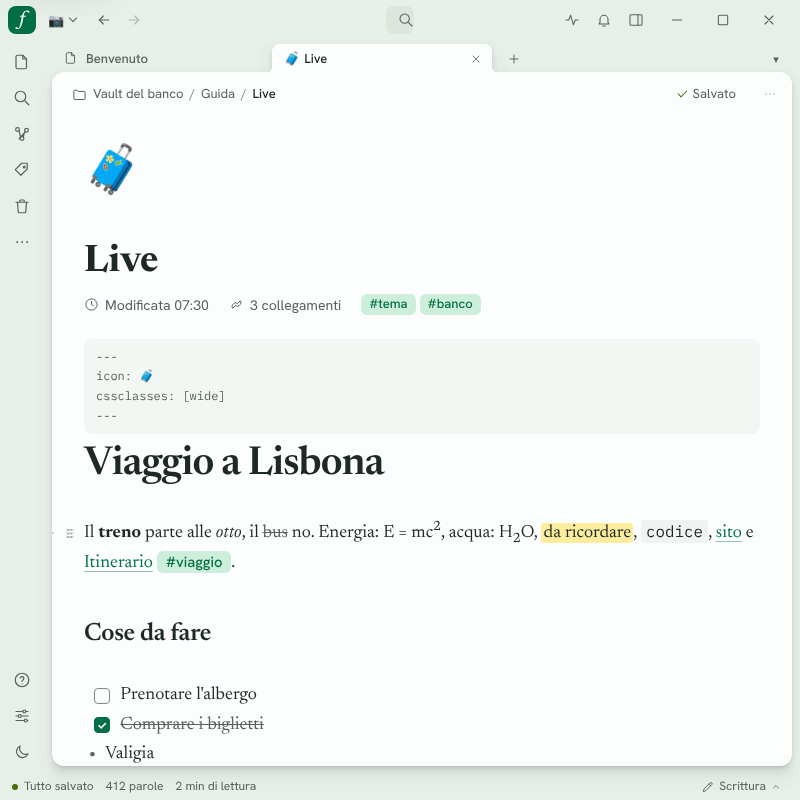 f
Benvenuto
Live
Vault del banco / Guida / Live
Salvato
Live
Modificata 07:30 3 collegamenti #tema #banco
---
icon: 🧳
cssclasses: [wide]
---
Viaggio a Lisbona
Il treno parte alle otto, il bus no. Energia: E = mc², acqua: H₂O, da ricordare, codice, sito e
Itinerario #viaggio.
Cose da fare
Prenotare l'albergo
Comprare i biglietti
• Valigia
Tutto salvato 412 parole 2 min di lettura
Scrittura